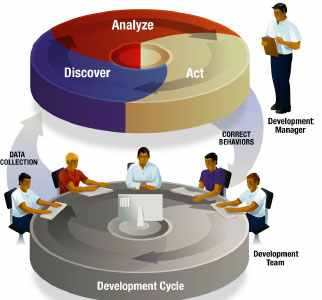 Analyze
Discover
Act
Development
Manager
DATA
COLLECTION
CORRECT
BEHAVIORS
Development
Team
Development Cycle